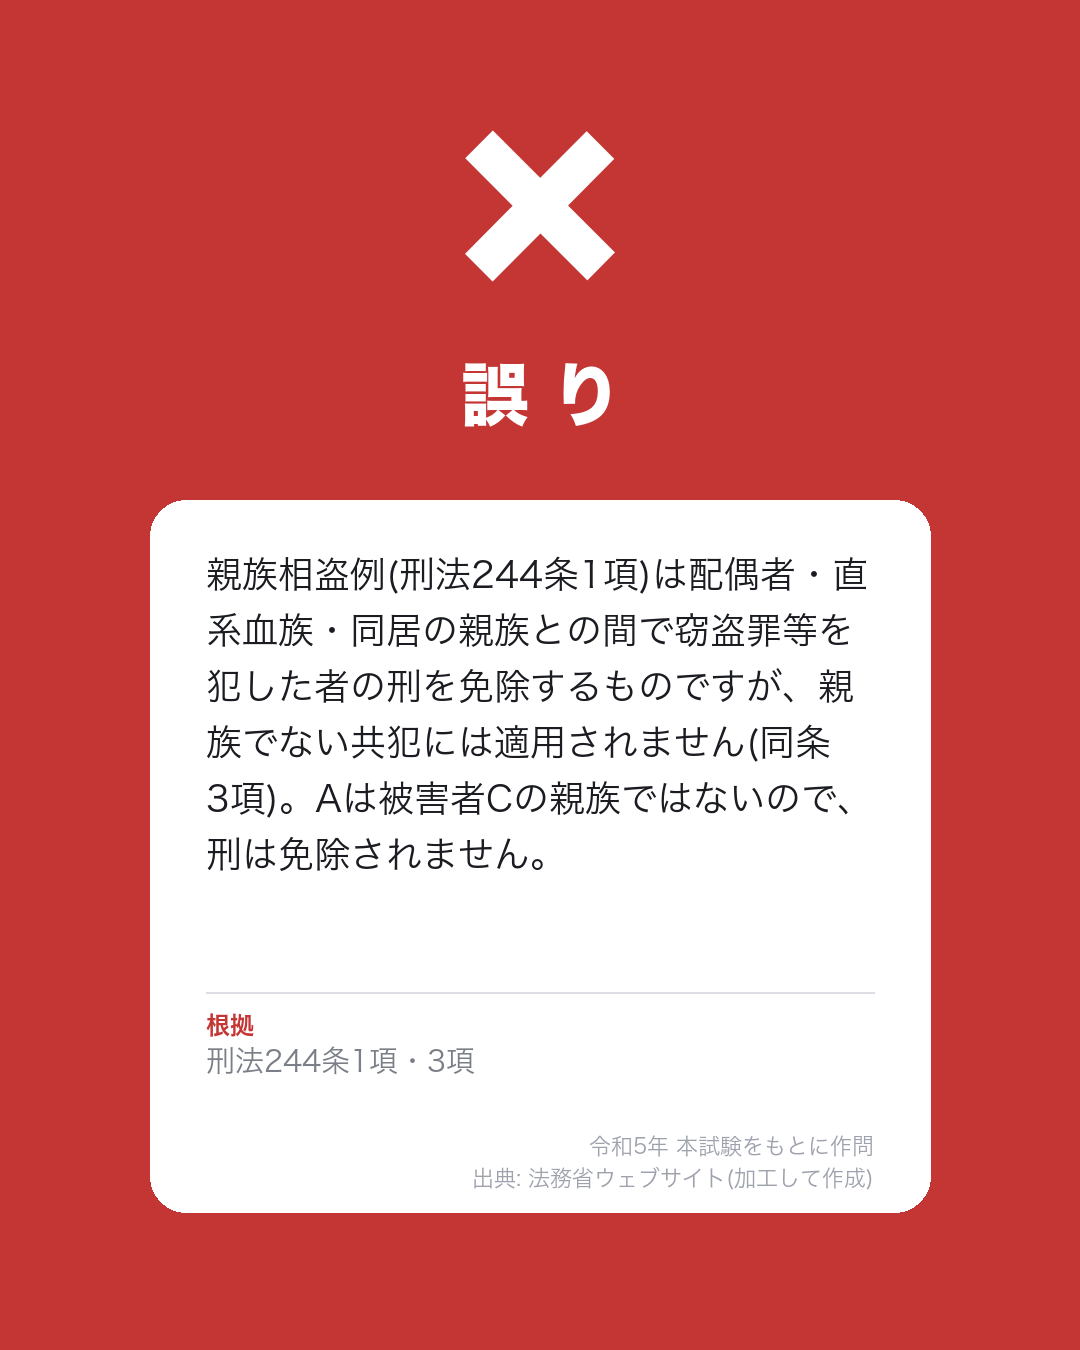 誤り
親族相盗例(刑法244条1項)は配偶者・直
系血族・同居の親族との間で窃盗罪等を
犯した者の刑を免除するものですが、親
族でない共犯には適用されません(同条
3項)。Aは被害者Cの親族ではないので、
刑は免除されません。
根拠
刑法244条1項・3項
令和5年 本試験をもとに作問
出典: 法務省ウェブサイト(加工して作成)